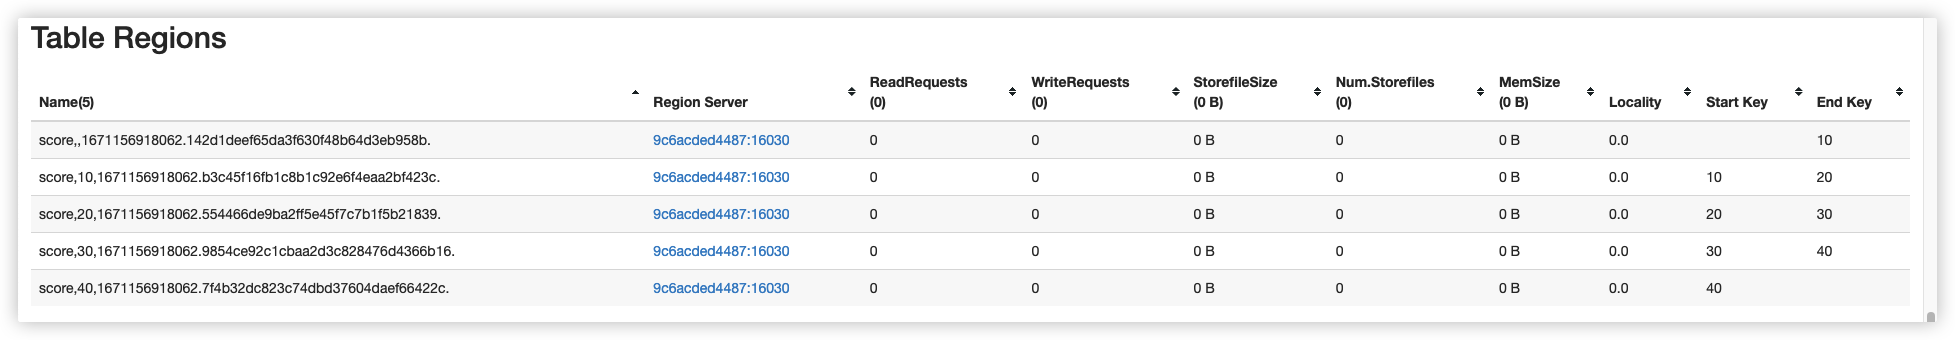 Table Regions
Name(5) Region Server ReadRequests (0) WriteRequests (0) StorefileSize (0 B) Num.Storefiles (0) MemSize (0 B) Locality Start Key End Key
score,,1671156918062.142d1deef65da3f630f48b64d3eb958b. 9c6acded4487:16030 0 0 0 B 0 0 B 0.0 10
score,10,1671156918062.b3c45f16fb1c8b1c92e6f4eaa2bf423c. 9c6acded4487:16030 0 0 0 B 0 0 B 0.0 10 20
score,20,1671156918062.554466de9ba2ff5e45f7c7b1f5b21839. 9c6acded4487:16030 0 0 0 B 0 0 B 0.0 20 30
score,30,1671156918062.9854ce92c1cbaa2d3c828476d4366b16. 9c6acded4487:16030 0 0 0 B 0 0 B 0.0 30 40
score,40,1671156918062.7f4b32dc823c74dbd37604daef66422c. 9c6acded4487:16030 0 0 0 B 0 0 B 0.0 40